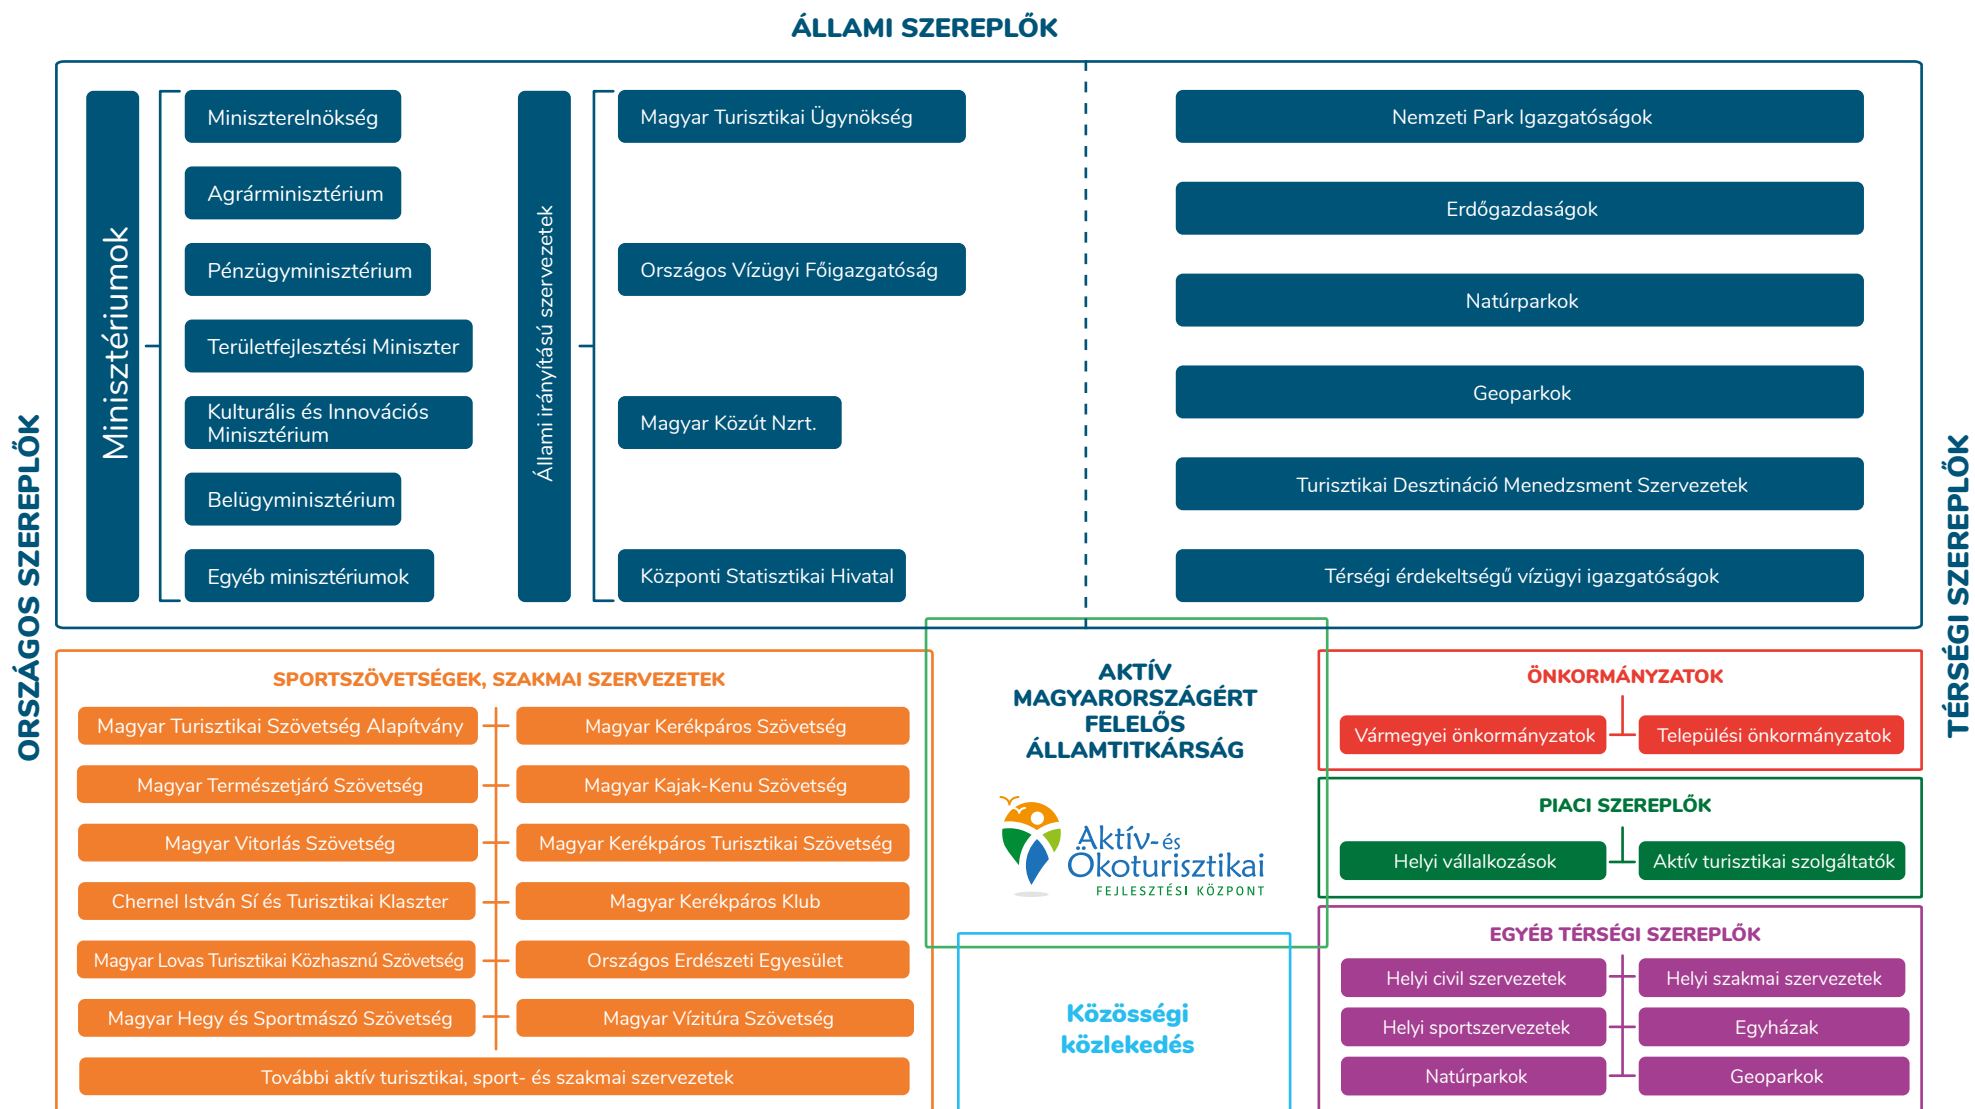 ÁLLAMI SZEREPLŐK
ORSZÁGOS SZEREPLŐK
TÉRSÉGI SZEREPLŐK
Minisztériumok
Miniszterelnökség
Agrárminisztérium
Pénzügyminisztérium
Területfejlesztési Miniszter
Kulturális és Innovációs
Minisztérium
Belügyminisztérium
Egyéb minisztériumok
Állami irányítású szervezetek
Magyar Turisztikai Ügynökség
Országos Vízügyi Főigazgatóság
Magyar Közút Nzrt.
Központi Statisztikai Hivatal
Nemzeti Park Igazgatóságok
Erdőgazdaságok
Natúrparkok
Geoparkok
Turisztikai Desztináció Menedzsment Szervezetek
Térségi érdekeltségű vízügyi igazgatóságok
SPORTSZÖVETSÉGEK, SZAKMAI SZERVEZETEK
Magyar Turisztikai Szövetség Alapítvány
Magyar Kerékpáros Szövetség
Magyar Természetjáró Szövetség
Magyar Kajak-Kenu Szövetség
Magyar Vitorlás Szövetség
Magyar Kerékpáros Turisztikai Szövetség
Chernel István Sí és Turisztikai Klaszter
Magyar Kerékpáros Klub
Magyar Lovas Turisztikai Közhasznú Szövetség
Országos Erdészeti Egyesület
Magyar Hegy és Sportmászó Szövetség
Magyar Vízitúra Szövetség
További aktív turisztikai, sport- és szakmai szervezetek
AKTÍV
MAGYARORSZÁGÉRT
FELELŐS
ÁLLAMTITKÁRSÁG
Aktív- és
Ökoturisztikai
FEJLESZTÉSI KÖZPONT
Közösségi
közlekedés
ÖNKORMÁNYZATOK
Vármegyei önkormányzatok
Települési önkormányzatok
PIACI SZEREPLŐK
Helyi vállalkozások
Aktív turisztikai szolgáltatók
EGYÉB TÉRSÉGI SZEREPLŐK
Helyi civil szervezetek
Helyi szakmai szervezetek
Helyi sportszervezetek
Egyházak
Natúrparkok
Geoparkok